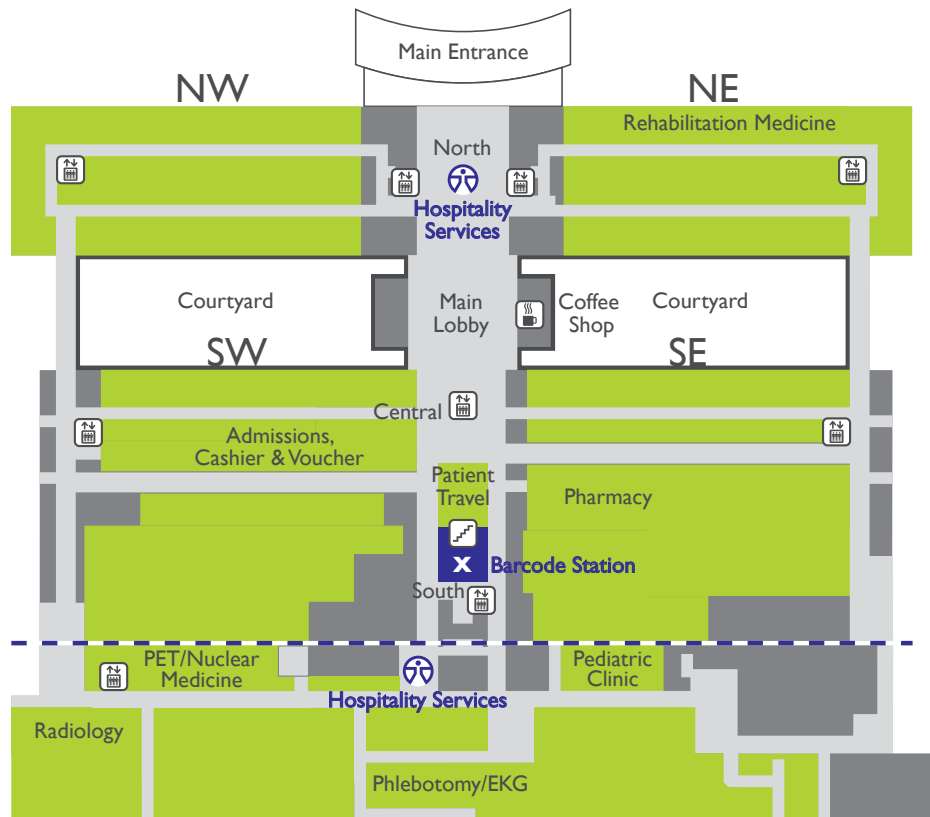 Main Entrance
NW
NE
Rehabilitation Medicine
North
Hospitality
Services
Courtyard
Main
Lobby
Coffee
Shop
Courtyard
SW
SE
Central
Admissions,
Cashier & Voucher
Patient
Travel
Pharmacy
X
Barcode Station
South
PET/Nuclear
Medicine
Pediatric
Clinic
Hospitality Services
Radiology
Phlebotomy/EKG